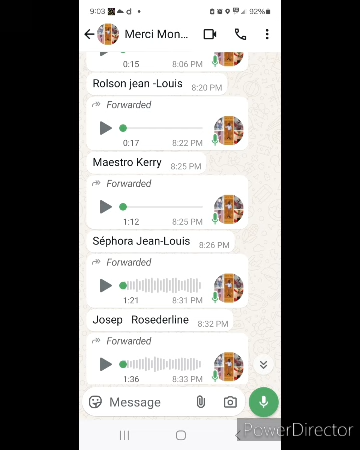 9:03 92%
Merci Mon...
0:15 8:06 PM
Rolson jean -Louis 8:20 PM
Forwarded
0:17 8:22 PM
Maestro Kerry 8:25 PM
Forwarded
1:12 8:25 PM
Séphora Jean-Louis 8:26 PM
Forwarded
1:21 8:31 PM
Josep Rosederline 8:32 PM
Forwarded
1:36 8:33 PM
Message
PowerDirector